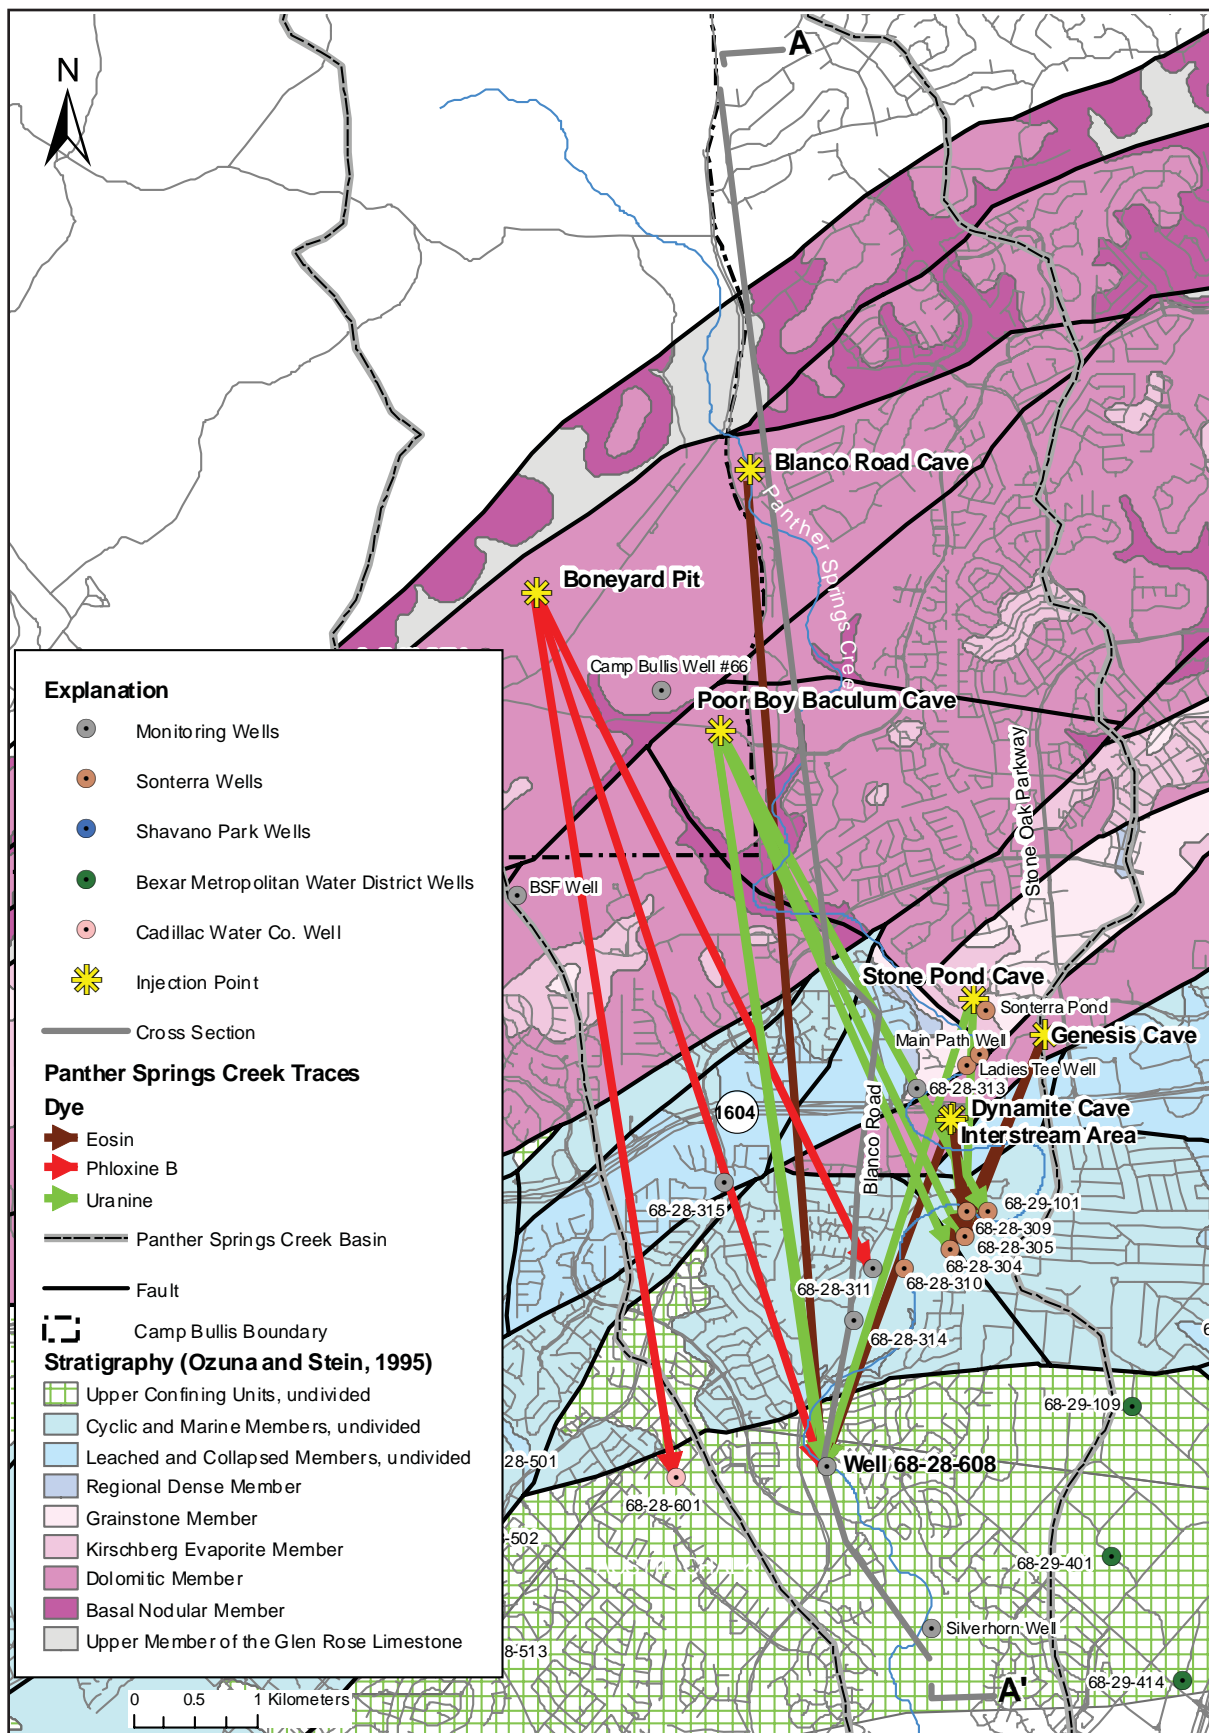 A
N
Blanco Road Cave
Panther Springs Creek
Boneyard Pit
Camp Bullis Well #66
Poor Boy Baculum Cave
Stone Oak Parkway
BSF Well
Stone Pond Cave
Sonterra Pond
Main Path Well
Genesis Cave
Ladies Tee Well
68-28-313
1604
Dynamite Cave
Interstream Area
Blanco Road
68-28-315
68-29-101
68-28-309
68-28-305
68-28-304
68-28-310
68-28-311
68-28-314
68-29-109
28-501
Well 68-28-608
68-28-601
-502
68-29-401
Silverhorn Well
8-513
68-29-414
A'
6
Explanation
Monitoring Wells
Sonterra Wells
Shavano Park Wells
Bexar Metropolitan Water District Wells
Cadillac Water Co. Well
Injection Point
Cross Section
Panther Springs Creek Traces
Dye
Eosin
Phloxine B
Uranine
Panther Springs Creek Basin
Fault
Camp Bullis Boundary
Stratigraphy (Ozuna and Stein, 1995)
Upper Confining Units, undivided
Cyclic and Marine Members, undivided
Leached and Collapsed Members, undivided
Regional Dense Member
Grainstone Member
Kirschberg Evaporite Member
Dolomitic Member
Basal Nodular Member
Upper Member of the Glen Rose Limestone
0 0.5 1 Kilometers